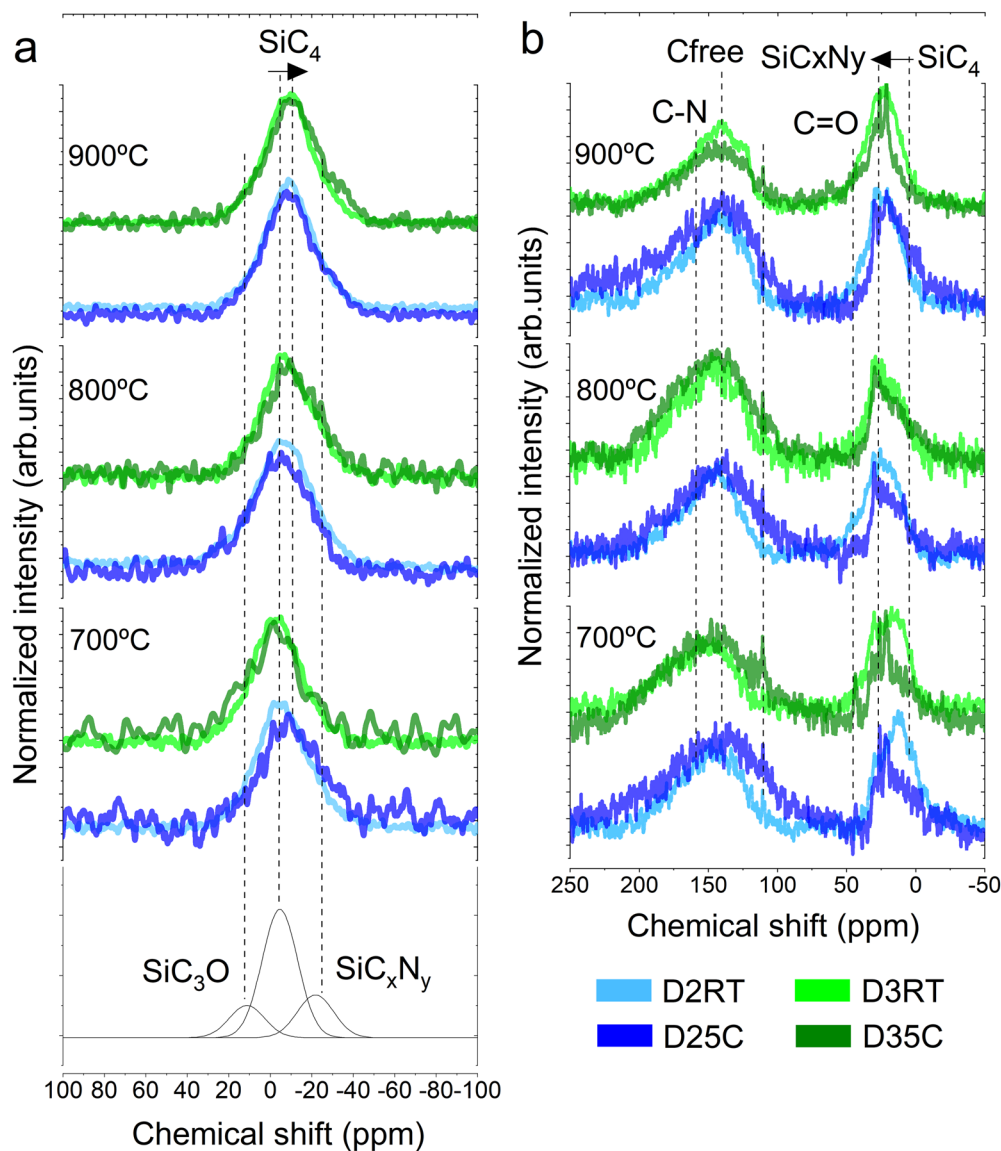 a
SiC4
900ºC
800ºC
700ºC
SiC3O
SiCxNy
Normalized intensity (arb.units)
100 80 60 40 20 0 -20 -40 -60 -80 -100
Chemical shift (ppm)
b
Cfree
SiCxNy
SiC4
C-N
C=O
900ºC
800ºC
700ºC
Normalized intensity (arb.units)
250 200 150 100 50 0 -50
Chemical shift (ppm)
D2RT
D3RT
D25C
D35C